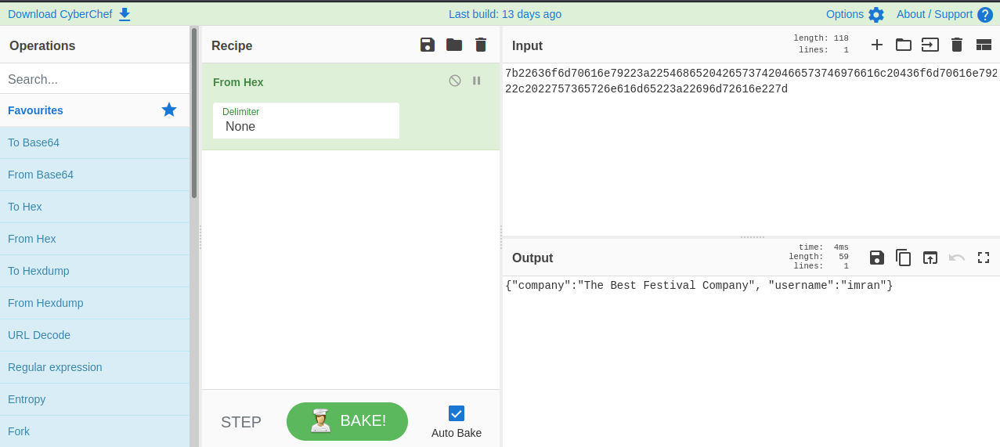 Download CyberChef
Last build: 13 days ago
Options
About / Support
Operations
Search...
Favourites
To Base64
From Base64
To Hex
From Hex
To Hexdump
From Hexdump
URL Decode
Regular expression
Entropy
Fork
Recipe
From Hex
Delimiter
None
STEP
BAKE!
Auto Bake
Input
length: 118
lines: 1
7b22636f6d70616e79223a225468652042657374204665737469766616c20436f6d70616e792
22c2022757365726e616d65223a22696d72616e227d
Output
time: 4ms
length: 59
lines: 1
{"company":"The Best Festival Company", "username":"imran"}